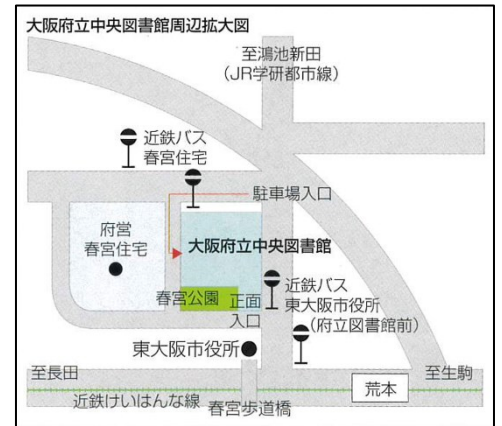 大阪府立中央図書館周辺拡大図
至鴻池新田
（JR学研都市線）
近鉄バス
春宮住宅
駐車場入口
府営
春宮住宅
大阪府立中央図書館
近鉄バス
東大阪市役所
（府立図書館前）
春宮公園
正面
入口
東大阪市役所
至長田
至生駒
荒本
近鉄けいはんな線
春宮歩道橋